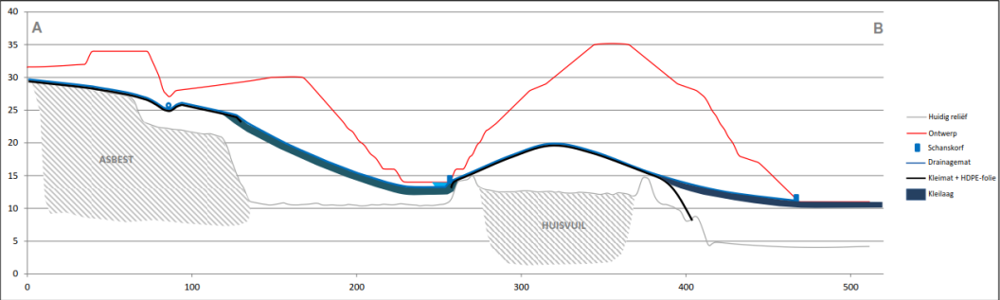 40
A
B
35
30
25
20
15
10
5
0
ASBEST
HUISVUIL
Huidig reliëf
Ontwerp
Schanskorf
Drainagemat
Kleimat + HDPE-folie
Kleilaag
0
100
200
300
400
500